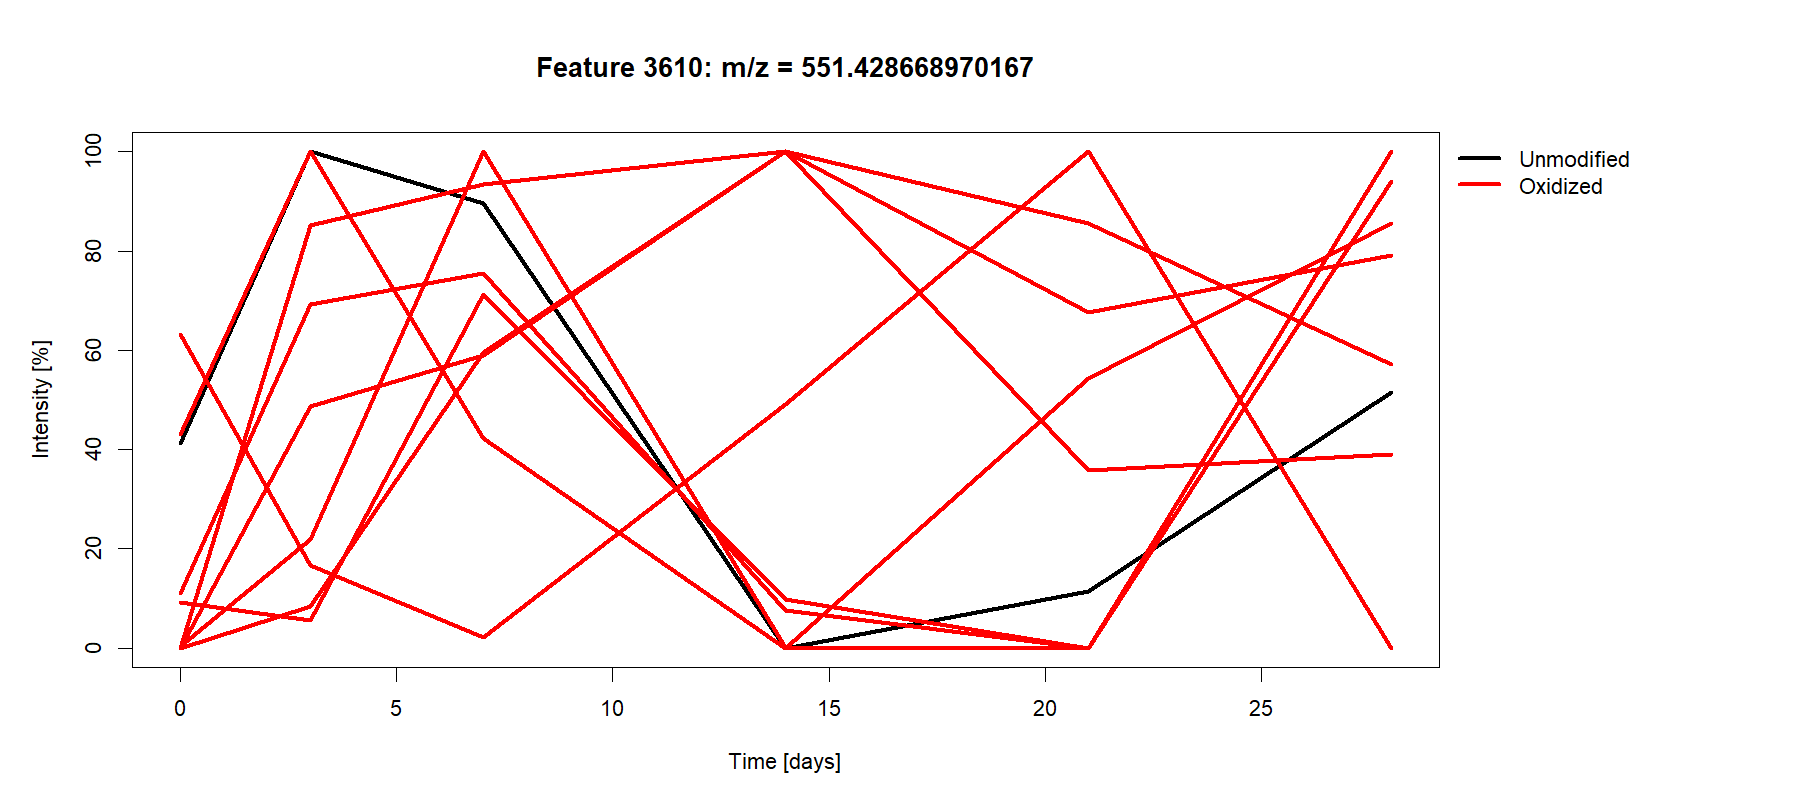 Feature 3610: m/z = 551.428668970167
Unmodified
Oxidized
Intensity [%]
100
80
60
40
20
0
0 5 10 15 20 25
Time [days]